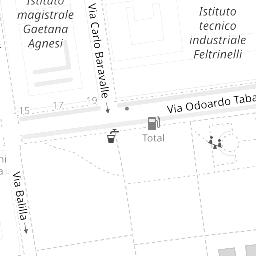 Istituto
magistrale
Gaetana
Agnesi
Via Carlo Baravalle
Istituto
tecnico
industriale
Feltrinelli
15
17
19
Via Odoardo Taba
Total
Via Balilla